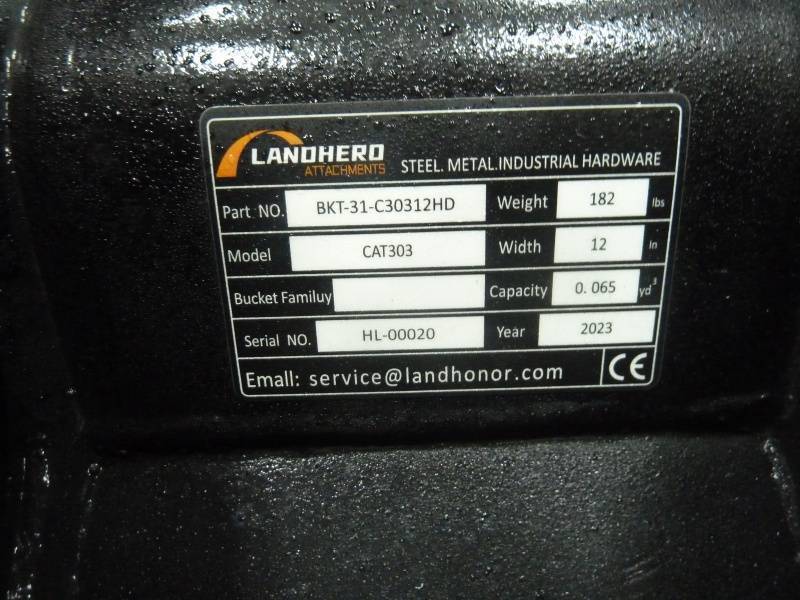 LANDHERO
ATTACHMENTS
STEEL. METAL.INDUSTRIAL HARDWARE
Part NO. BKT-31-C30312HD Weight 182 lbs
Model CAT303 Width 12 In
Bucket Familuy Capacity 0.065 yd³
Serial NO. HL-00020 Year 2023
Emall: service@landhonor.com CE